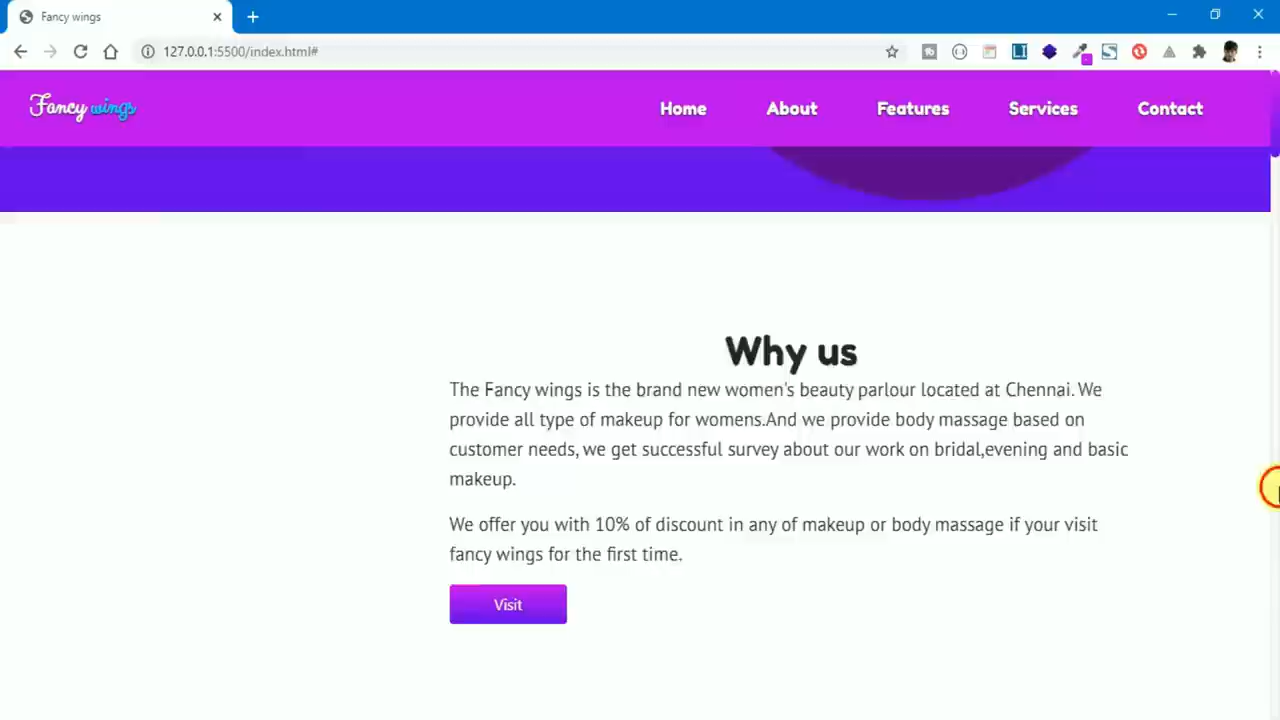 Fancy wings
127.0.0.1:5500/index.html#
Fancy wings
Home About Features Services Contact
Why us
The Fancy wings is the brand new women's beauty parlour located at Chennai. We
provide all type of makeup for womens.And we provide body massage based on
customer needs, we get successful survey about our work on bridal,evening and basic
makeup.
We offer you with 10% of discount in any of makeup or body massage if your visit
fancy wings for the first time.
Visit